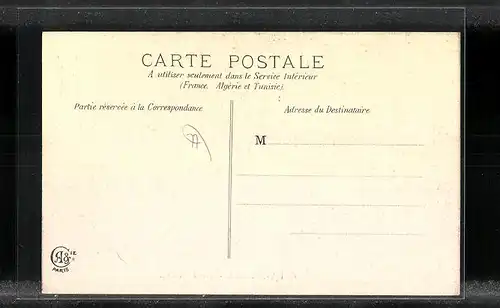 CARTE POSTALE
A utiliser seulement dans le Service Intérieur
(France, Algérie et Tunisie)
Partie réservée à la Correspondance
Adresse du Destinataire
M
PARIS